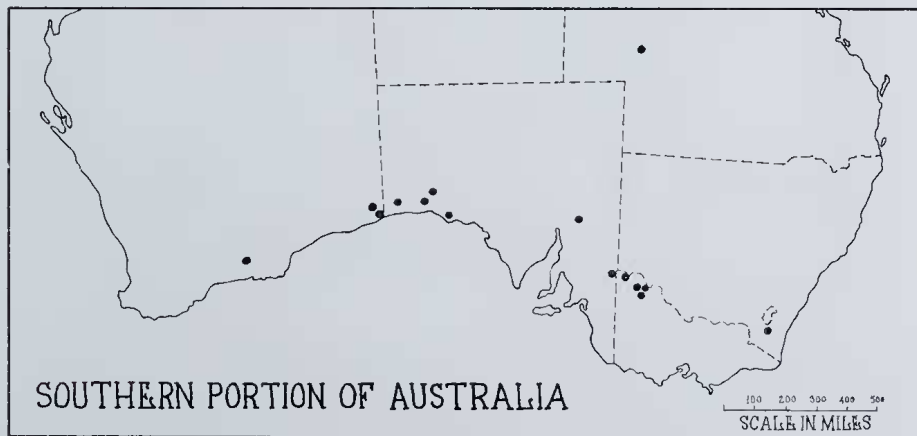 SOUTHERN PORTION OF AUSTRALIA
100 200 300 400 500
SCALE IN MILES